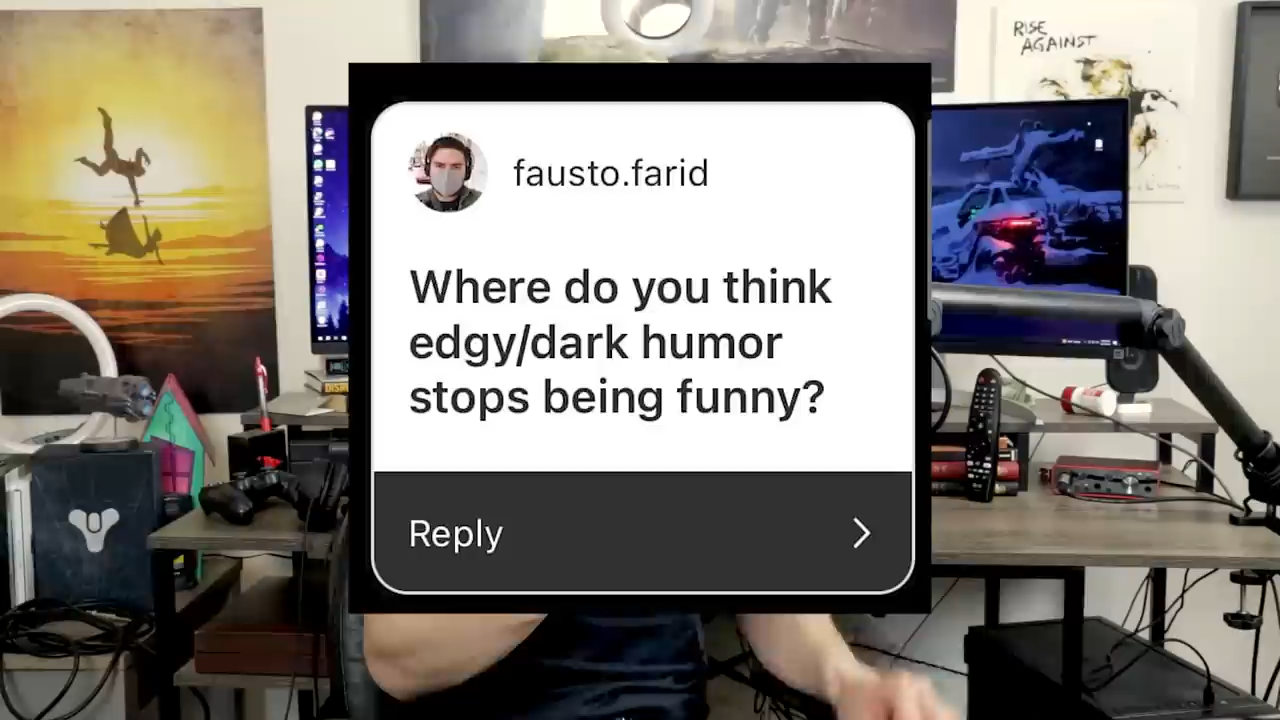 RISE
AGAINST
fausto.farid
Where do you think
edgy/dark humor
stops being funny?
Reply